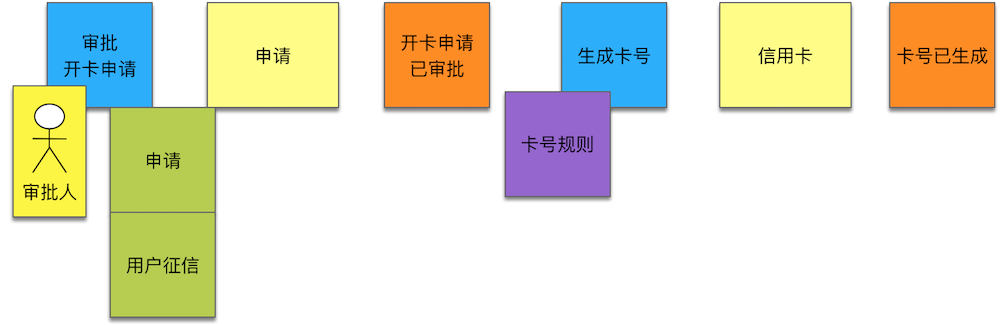 审批
开卡申请
申请
开卡申请
已审批
生成卡号
信用卡
卡号已生成
审批人
申请
用户征信
卡号规则